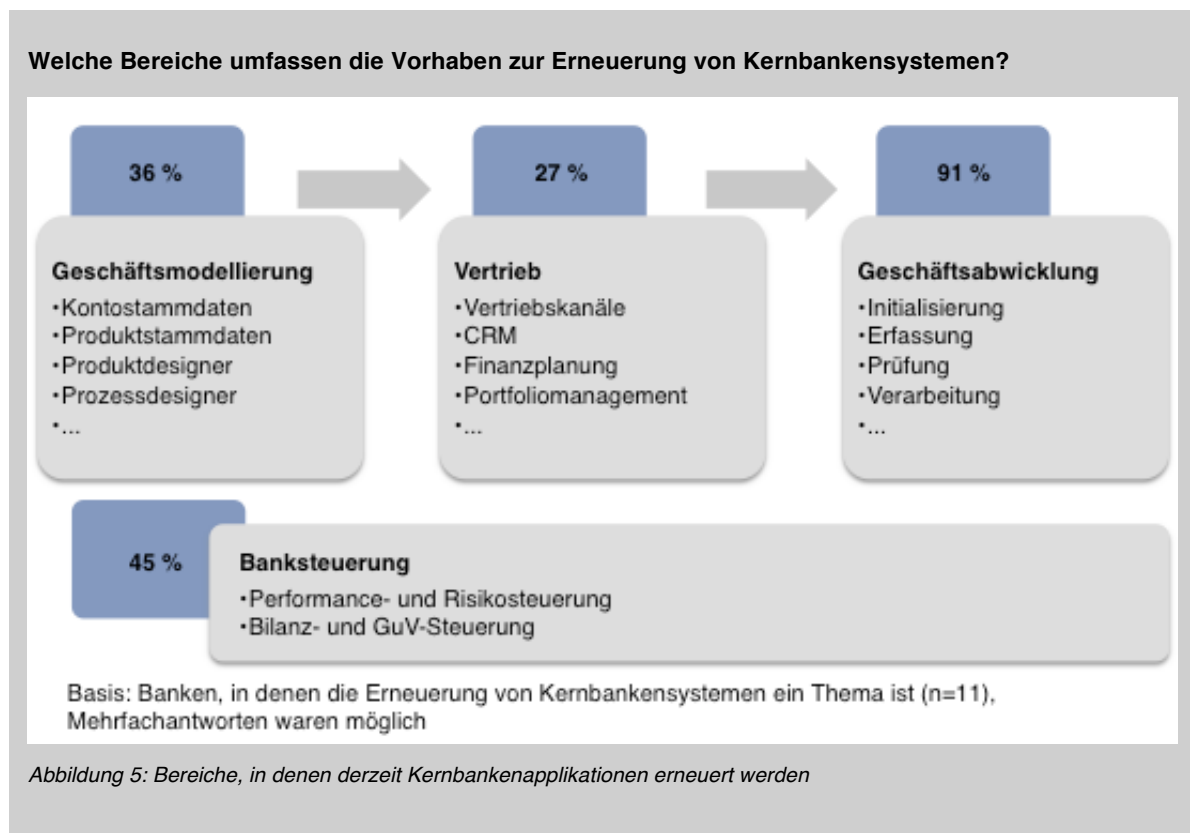 Welche Bereiche umfassen die Vorhaben zur Erneuerung von Kernbankensystemen?
36 %
27 %
91 %
Geschäftsmodellierung
•Kontostammdaten
•Produktstammdaten
•Produktdesigner
•Prozessdesigner
•...
Vertrieb
•Vertriebskanäle
•CRM
•Finanzplanung
•Portfoliomanagement
•...
Geschäftsabwicklung
•Initialisierung
•Erfassung
•Prüfung
•Verarbeitung
•...
45 %
Banksteuerung
•Performance- und Risikosteuerung
•Bilanz- und GuV-Steuerung
Basis: Banken, in denen die Erneuerung von Kernbankensystemen ein Thema ist (n=11),
Mehrfachantworten waren möglich
Abbildung 5: Bereiche, in denen derzeit Kernbankenapplikationen erneuert werden